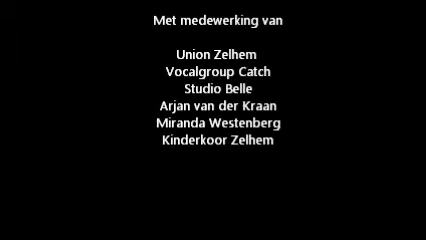 Met medewerking van
Union Zelhem
Vocalgroup Catch
Studio Belle
Arjan van der Kraan
Miranda Westenberg
Kinderkoor Zelhem